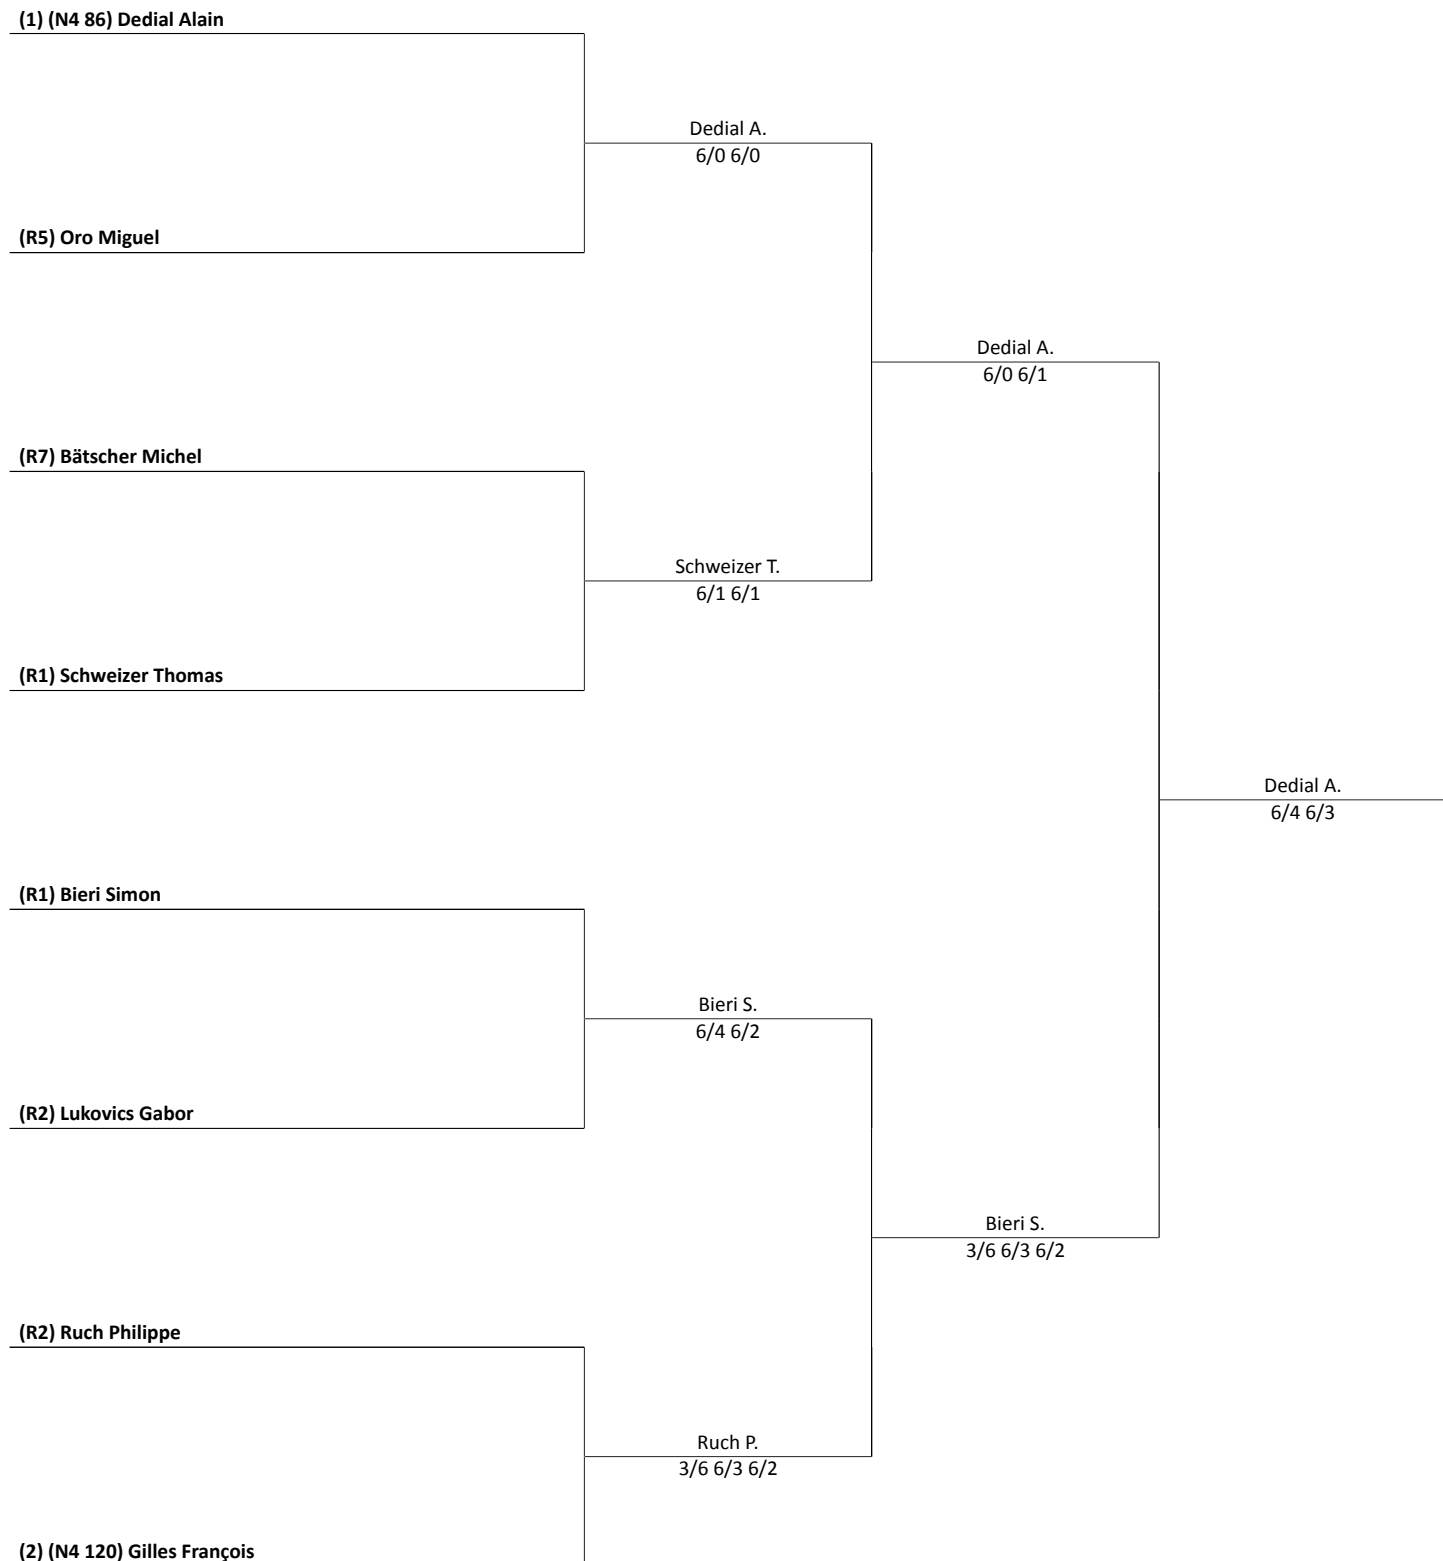 (1) (N4 86) Dedial Alain
Dedial A.
6/0 6/0
(R5) Oro Miguel
Dedial A.
6/0 6/1
(R7) Bätscher Michel
Schweizer T.
6/1 6/1
(R1) Schweizer Thomas
Dedial A.
6/4 6/3
(R1) Bieri Simon
Bieri S.
6/4 6/2
(R2) Lukovics Gabor
Bieri S.
3/6 6/3 6/2
(R2) Ruch Philippe
Ruch P.
3/6 6/3 6/2
(2) (N4 120) Gilles François